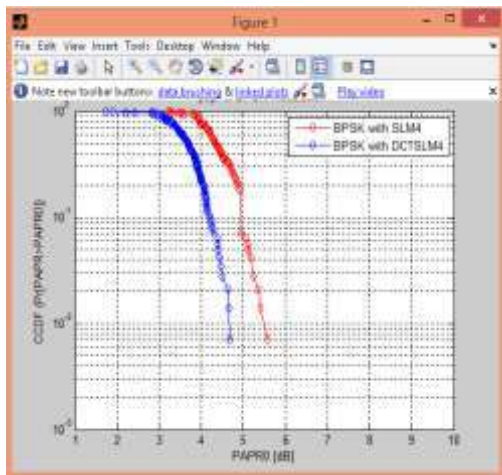 Figure 1
File Edit View Insert Tools Desktop Window Help
Note new toolbar buttons: data brushing & linked plots Play video
BPSK with SLM4
BPSK with DCTSLM4
CCDF (Pr[PAPR>PAPR0])
10^0
10^-1
10^-2
10^-3
1 2 3 4 5 6 7 8 9 10
PAPR0 [dB]